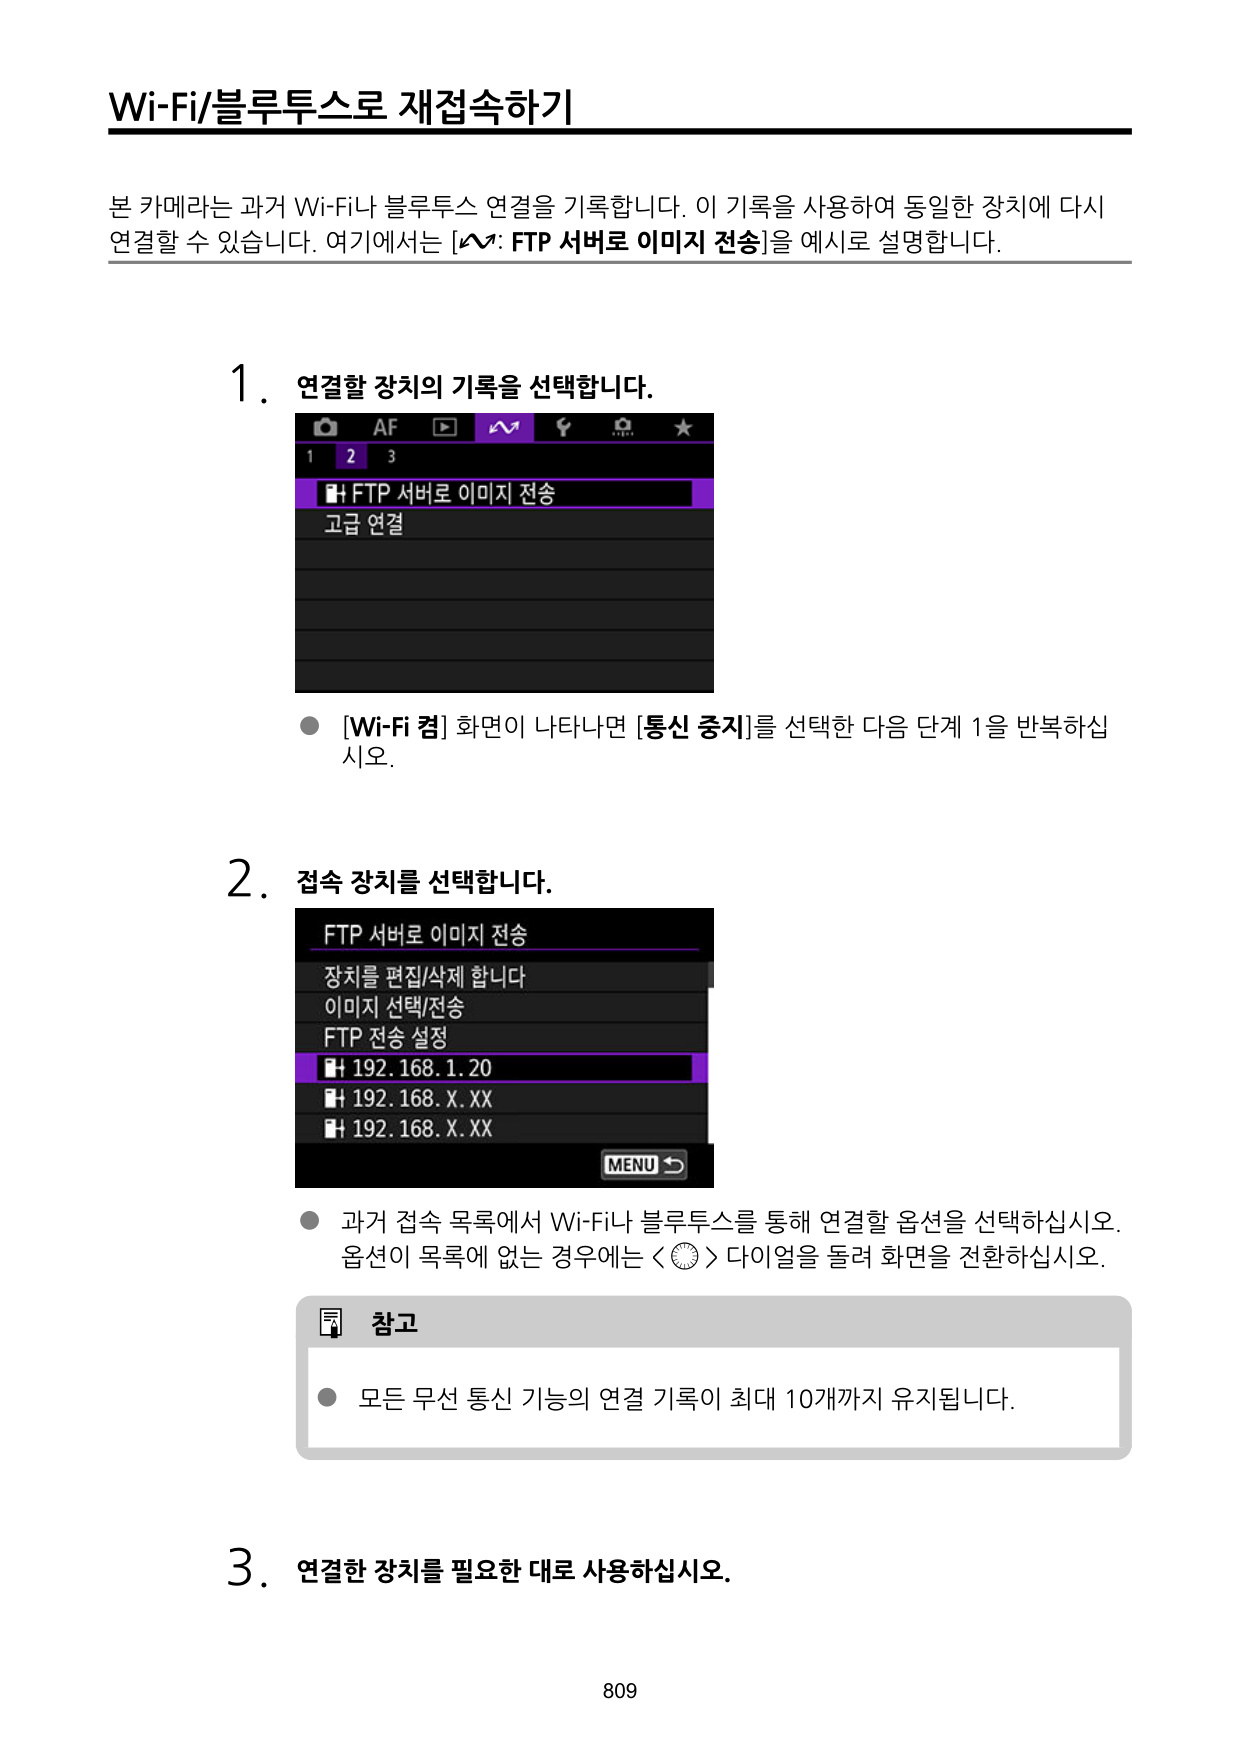 Wi-Fi/블루투스로 재접속하기
본 카메라는 과거 Wi-Fi나 블루투스 연결을 기록합니다. 이 기록을 사용하여 동일한 장치에 다시
연결할 수 있습니다. 여기에서는 [: FTP 서버로 이미지 전송]을 예시로 설명합니다.
1. 연결할 장치의 기록을 선택합니다.
AF
1 2 3
FTP 서버로 이미지 전송
고급 연결
● [Wi-Fi 켬] 화면이 나타나면 [통신 중지]를 선택한 다음 단계 1을 반복하십
시오.
2. 접속 장치를 선택합니다.
FTP 서버로 이미지 전송
장치를 편집/삭제 합니다
이미지 선택/전송
FTP 전송 설정
192.168.1.20
192.168.X.XX
192.168.X.XX
MENU
● 과거 접속 목록에서 Wi-Fi나 블루투스를 통해 연결할 옵션을 선택하십시오.
옵션이 목록에 없는 경우에는 < > 다이얼을 돌려 화면을 전환하십시오.
참고
● 모든 무선 통신 기능의 연결 기록이 최대 10개까지 유지됩니다.
3. 연결한 장치를 필요한 대로 사용하십시오.
809